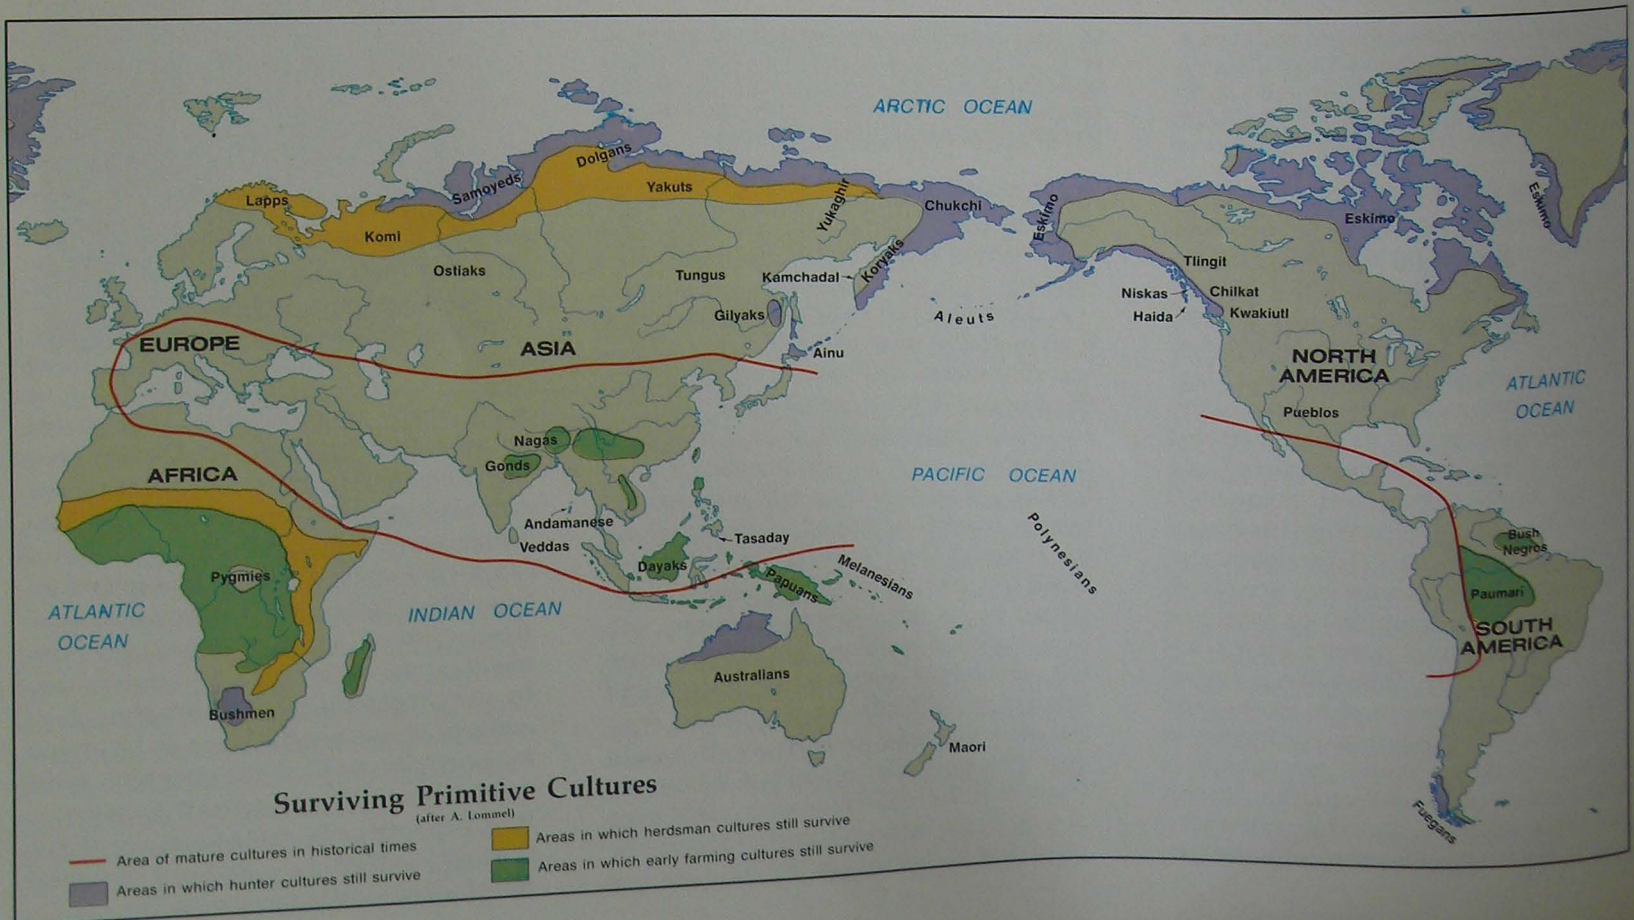 ARCTIC OCEAN
Dolgans
Samoyeds
Yakuts
Lapps
Yukaghir
Chukchi
Eskimo
Eskimo
Eskimo
Komi
Ostiaks
Tungus
Kamchadal
Koryaks
Tlingit
Niskas
Chilkat
Haida
Kwakiutl
Gilyaks
Aleuts
EUROPE
ASIA
Ainu
NORTH
AMERICA
ATLANTIC
OCEAN
Pueblos
Nagas
Gonds
AFRICA
PACIFIC OCEAN
Andamanese
Veddas
Tasaday
Polynesians
Bush
Negros
Dayaks
Papuans
Melanesians
Pygmies
Paumari
ATLANTIC
OCEAN
INDIAN OCEAN
SOUTH
AMERICA
Australians
Bushmen
Maori
Fuegans
Surviving Primitive Cultures
(after A. Lommel)
Area of mature cultures in historical times
Areas in which hunter cultures still survive
Areas in which herdsman cultures still survive
Areas in which early farming cultures still survive